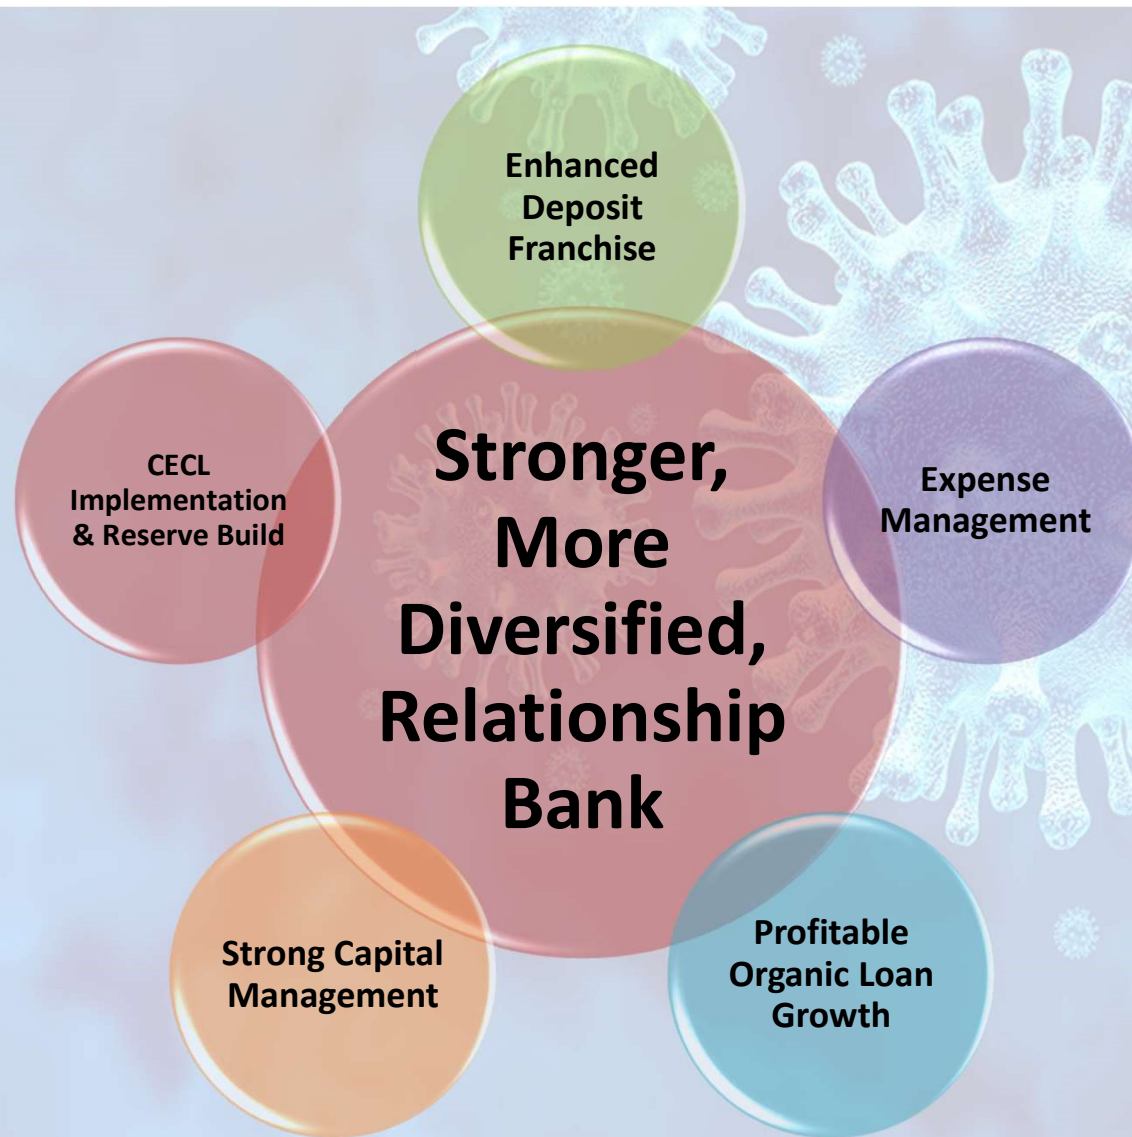 Enhanced
Deposit
Franchise
CECL
Implementation
& Reserve Build
Stronger,
More
Diversified,
Relationship
Bank
Expense
Management
Strong Capital
Management
Profitable
Organic Loan
Growth